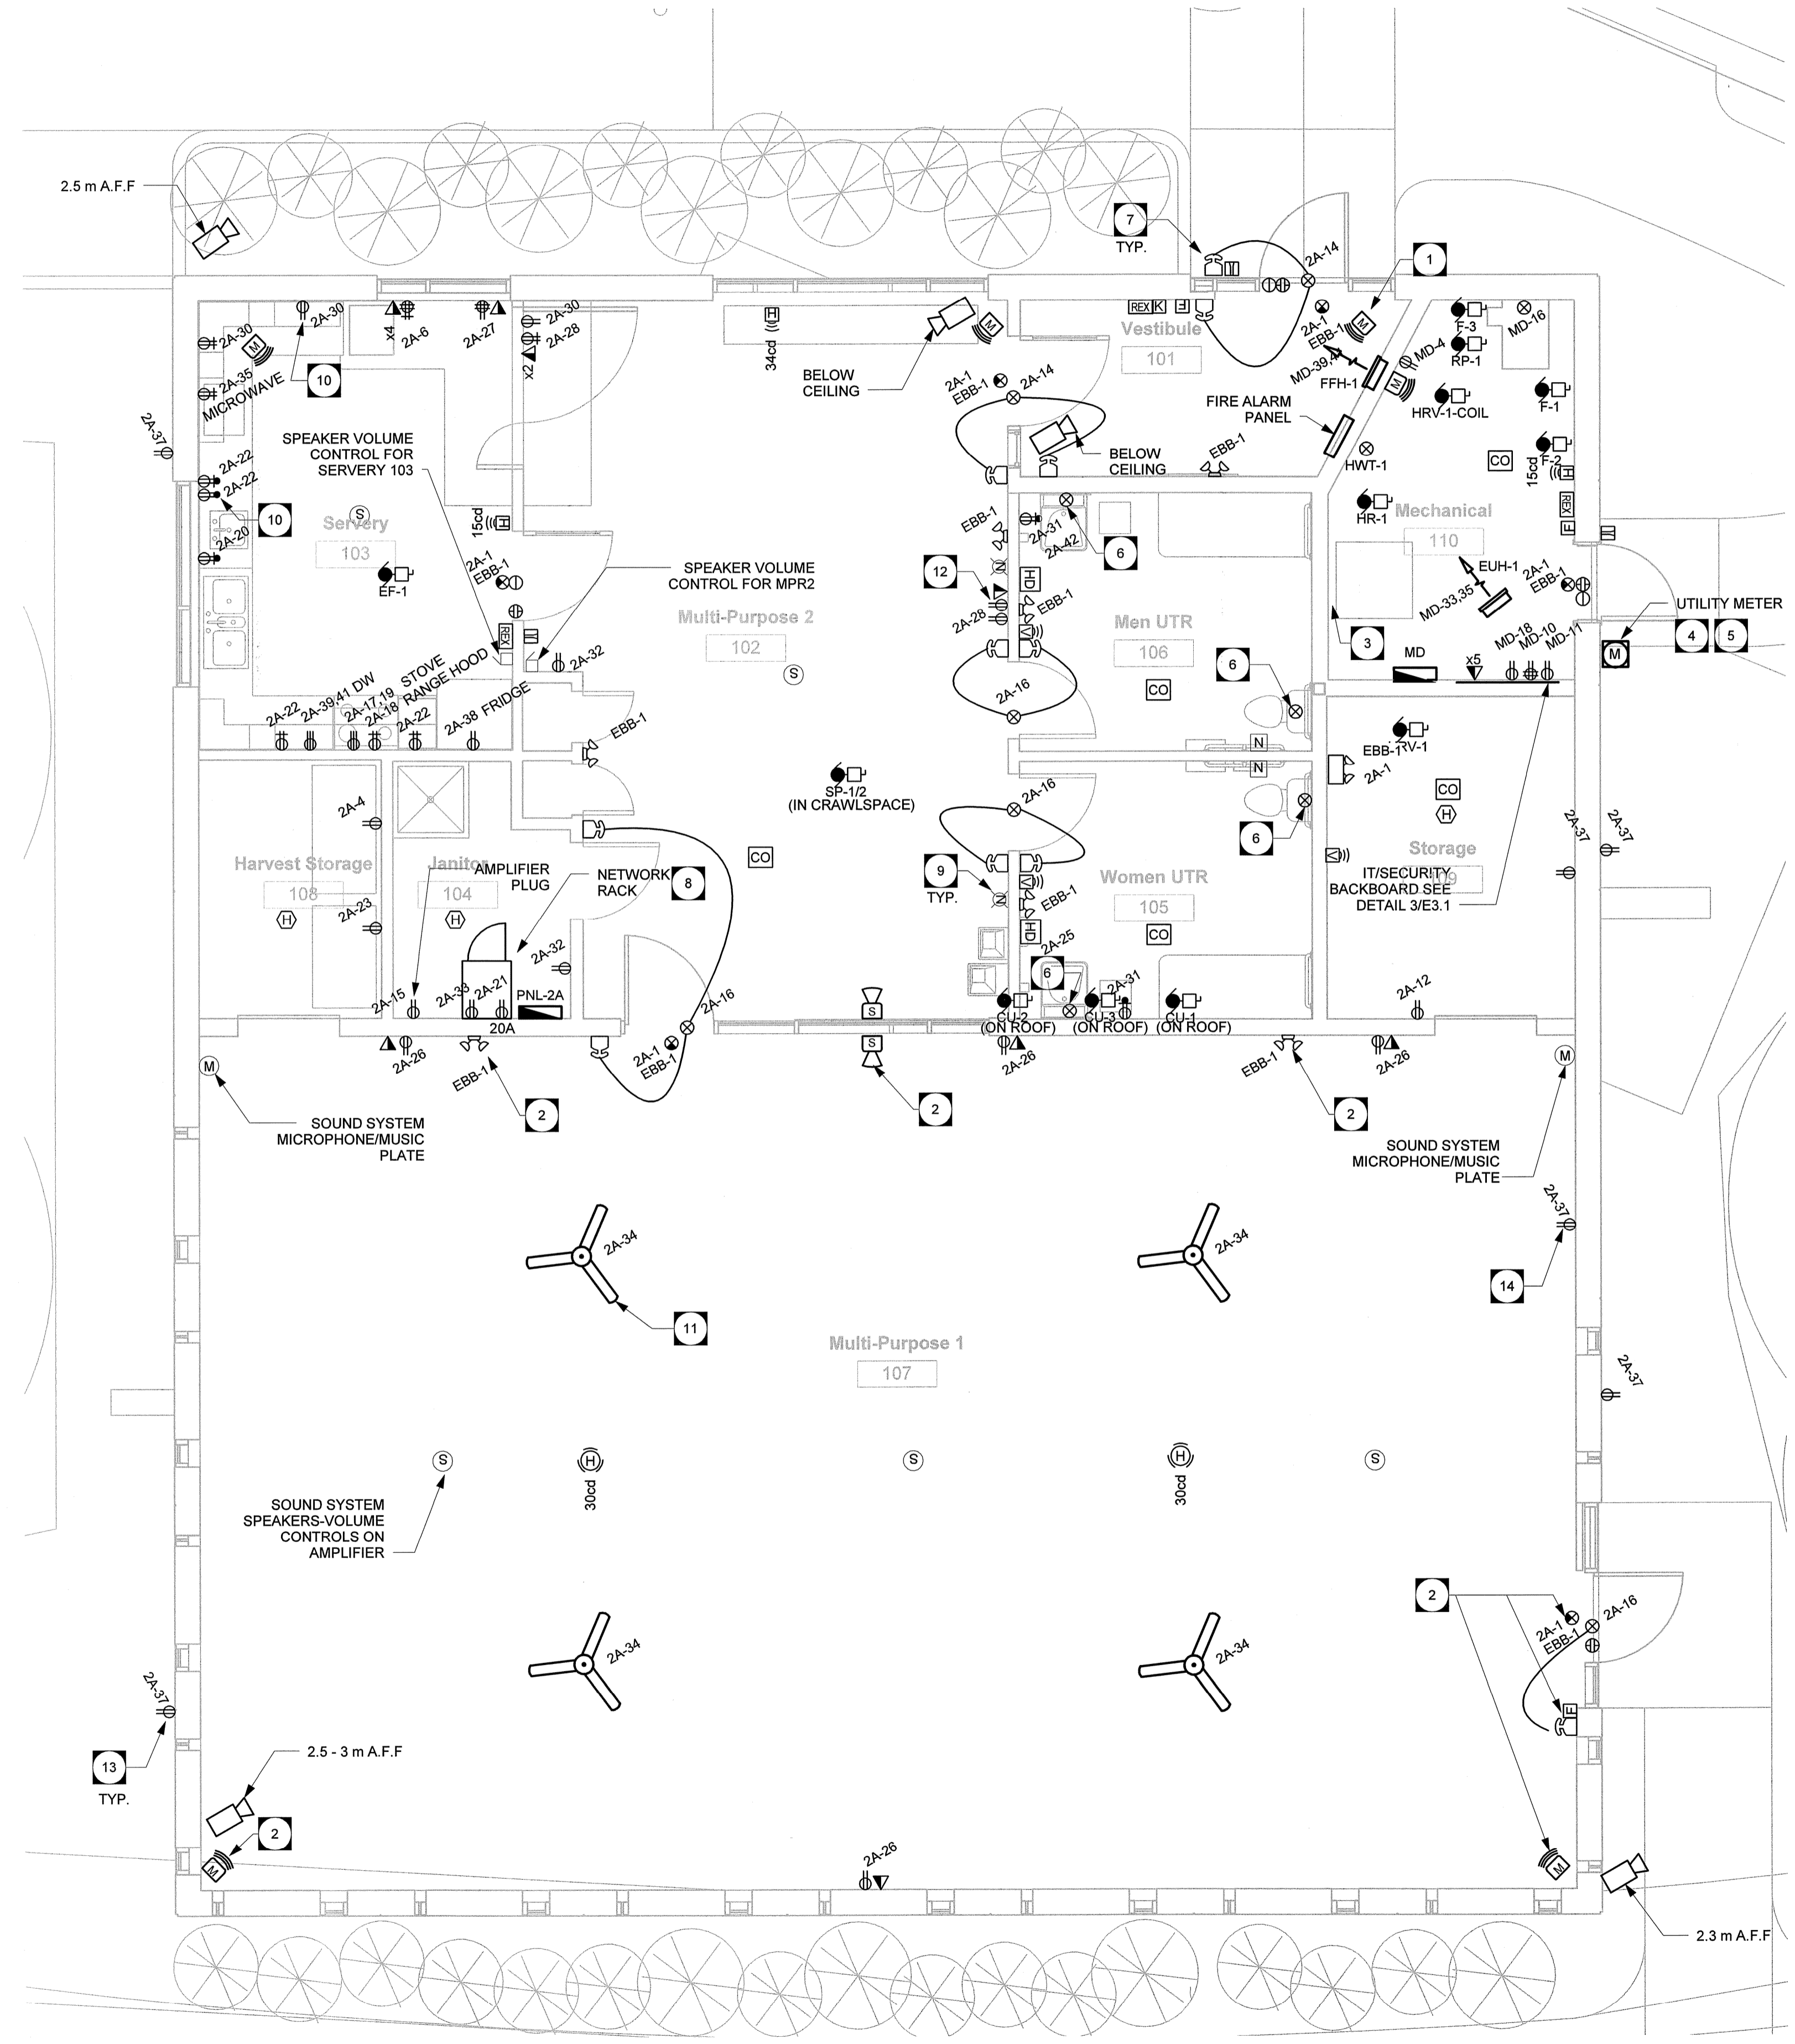 2.5 m A.F.F
7
TYP.
2A-14
1
2A-30
x4
2A-6
2A-27
2A-30
2A-28
x2
34cd
H
M
REX
K
F
Vestibule
101
2A-1
EBB-1
M
F-3
MD-16
RP-1
MD-4
MD-39,4
FFH-1
M
HRV-1-COIL
F-1
F-2
2A-30
M
2A-35
MICROWAVE
10
BELOW
CEILING
2A-1
EBB-1
2A-14
FIRE ALARM
PANEL
BELOW
CEILING
EBB-1
HWT-1
CO
15cd
H
2A-37
SPEAKER VOLUME
CONTROL FOR
SERVERY 103
2A-22
2A-22
10
S
Servery
103
15cd
H
EBB-1
2A-31
2A-42
6
HR-1
Mechanical
110
REX
F
2A-20
EF-1
2A-1
EBB-1
SPEAKER VOLUME
CONTROL FOR MPR2
12
N
HD
2A-28
EBB-1
V
EUH-1
MD-33,35
2A-1
EBB-1
UTILITY METER
REX
Multi-Purpose 2
102
Men UTR
106
6
3
4
5
M
MD
x5
MD-18
MD-10
MD-11
2A-32
S
CO
2A-22
2A-39,41 DW
2A-17,19 STOVE
2A-18 RANGE HOOD
2A-22
2A-38 FRIDGE
EBB-1
2A-16
N
N
RV-1
EBB-1
2A-1
SP-1/2
(IN CRAWLSPACE)
2A-16
CO
H
2A-4
CO
6
2A-37
2A-37
Harvest Storage
108
Janitor
104
AMPLIFIER
PLUG
NETWORK
RACK
8
9
TYP.
N
V
EBB-1
HD
Women UTR
105
CO
V
Storage
109
IT/SECURITY
BACKBOARD SEE
DETAIL 3/E3.1
2A-23
H
H
2A-32
2A-25
6
2A-31
2A-15
2A-33
2A-21
PNL-2A
20A
2A-16
S
CU-2
(ON ROOF)
CU-3
(ON ROOF)
CU-1
(ON ROOF)
2A-12
M
2A-26
EBB-1
2
2A-1
EBB-1
S
2
2A-26
EBB-1
2
2A-26
M
SOUND SYSTEM
MICROPHONE/MUSIC
PLATE
SOUND SYSTEM
MICROPHONE/MUSIC
PLATE
2A-34
2A-34
2A-37
14
11
Multi-Purpose 1
107
2A-37
S
H
30cd
S
H
30cd
S
SOUND SYSTEM
SPEAKERS-VOLUME
CONTROLS ON
AMPLIFIER
2
2A-1
EBB-1
2A-16
2A-34
2A-34
F
2A-37
13
TYP.
2.5 - 3 m A.F.F
2
M
2A-26
M
2.3 m A.F.F